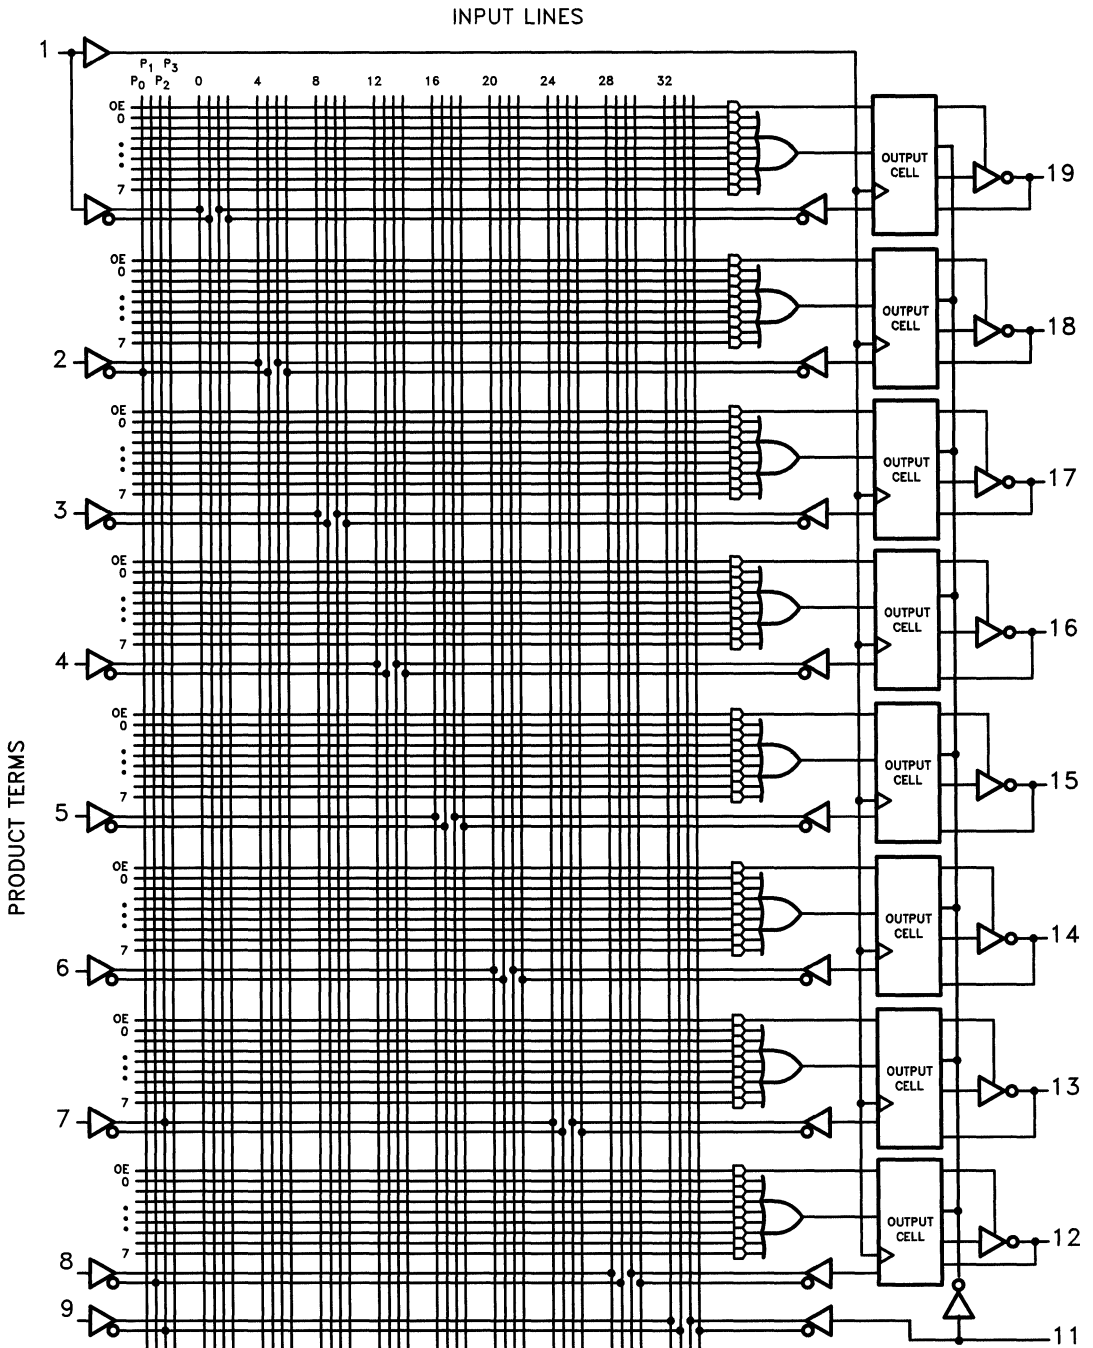 INPUT LINES
1
P1 P3
P0 P2 0 4 8 12 16 20 24 28 32
OE
0
7
OUTPUT
CELL
19
OE
0
7
2
OUTPUT
CELL
18
OE
0
7
3
OUTPUT
CELL
17
OE
0
7
4
OUTPUT
CELL
16
PRODUCT TERMS
OE
0
7
5
OUTPUT
CELL
15
OE
0
7
6
OUTPUT
CELL
14
OE
0
7
7
OUTPUT
CELL
13
OE
0
7
8
OUTPUT
CELL
12
9
11